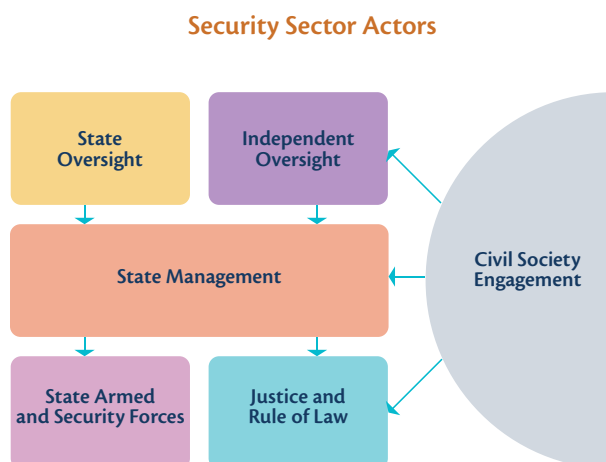 Security Sector Actors
State
Oversight
Independent
Oversight
State Management
Civil Society
Engagement
State Armed
and Security Forces
Justice and
Rule of Law